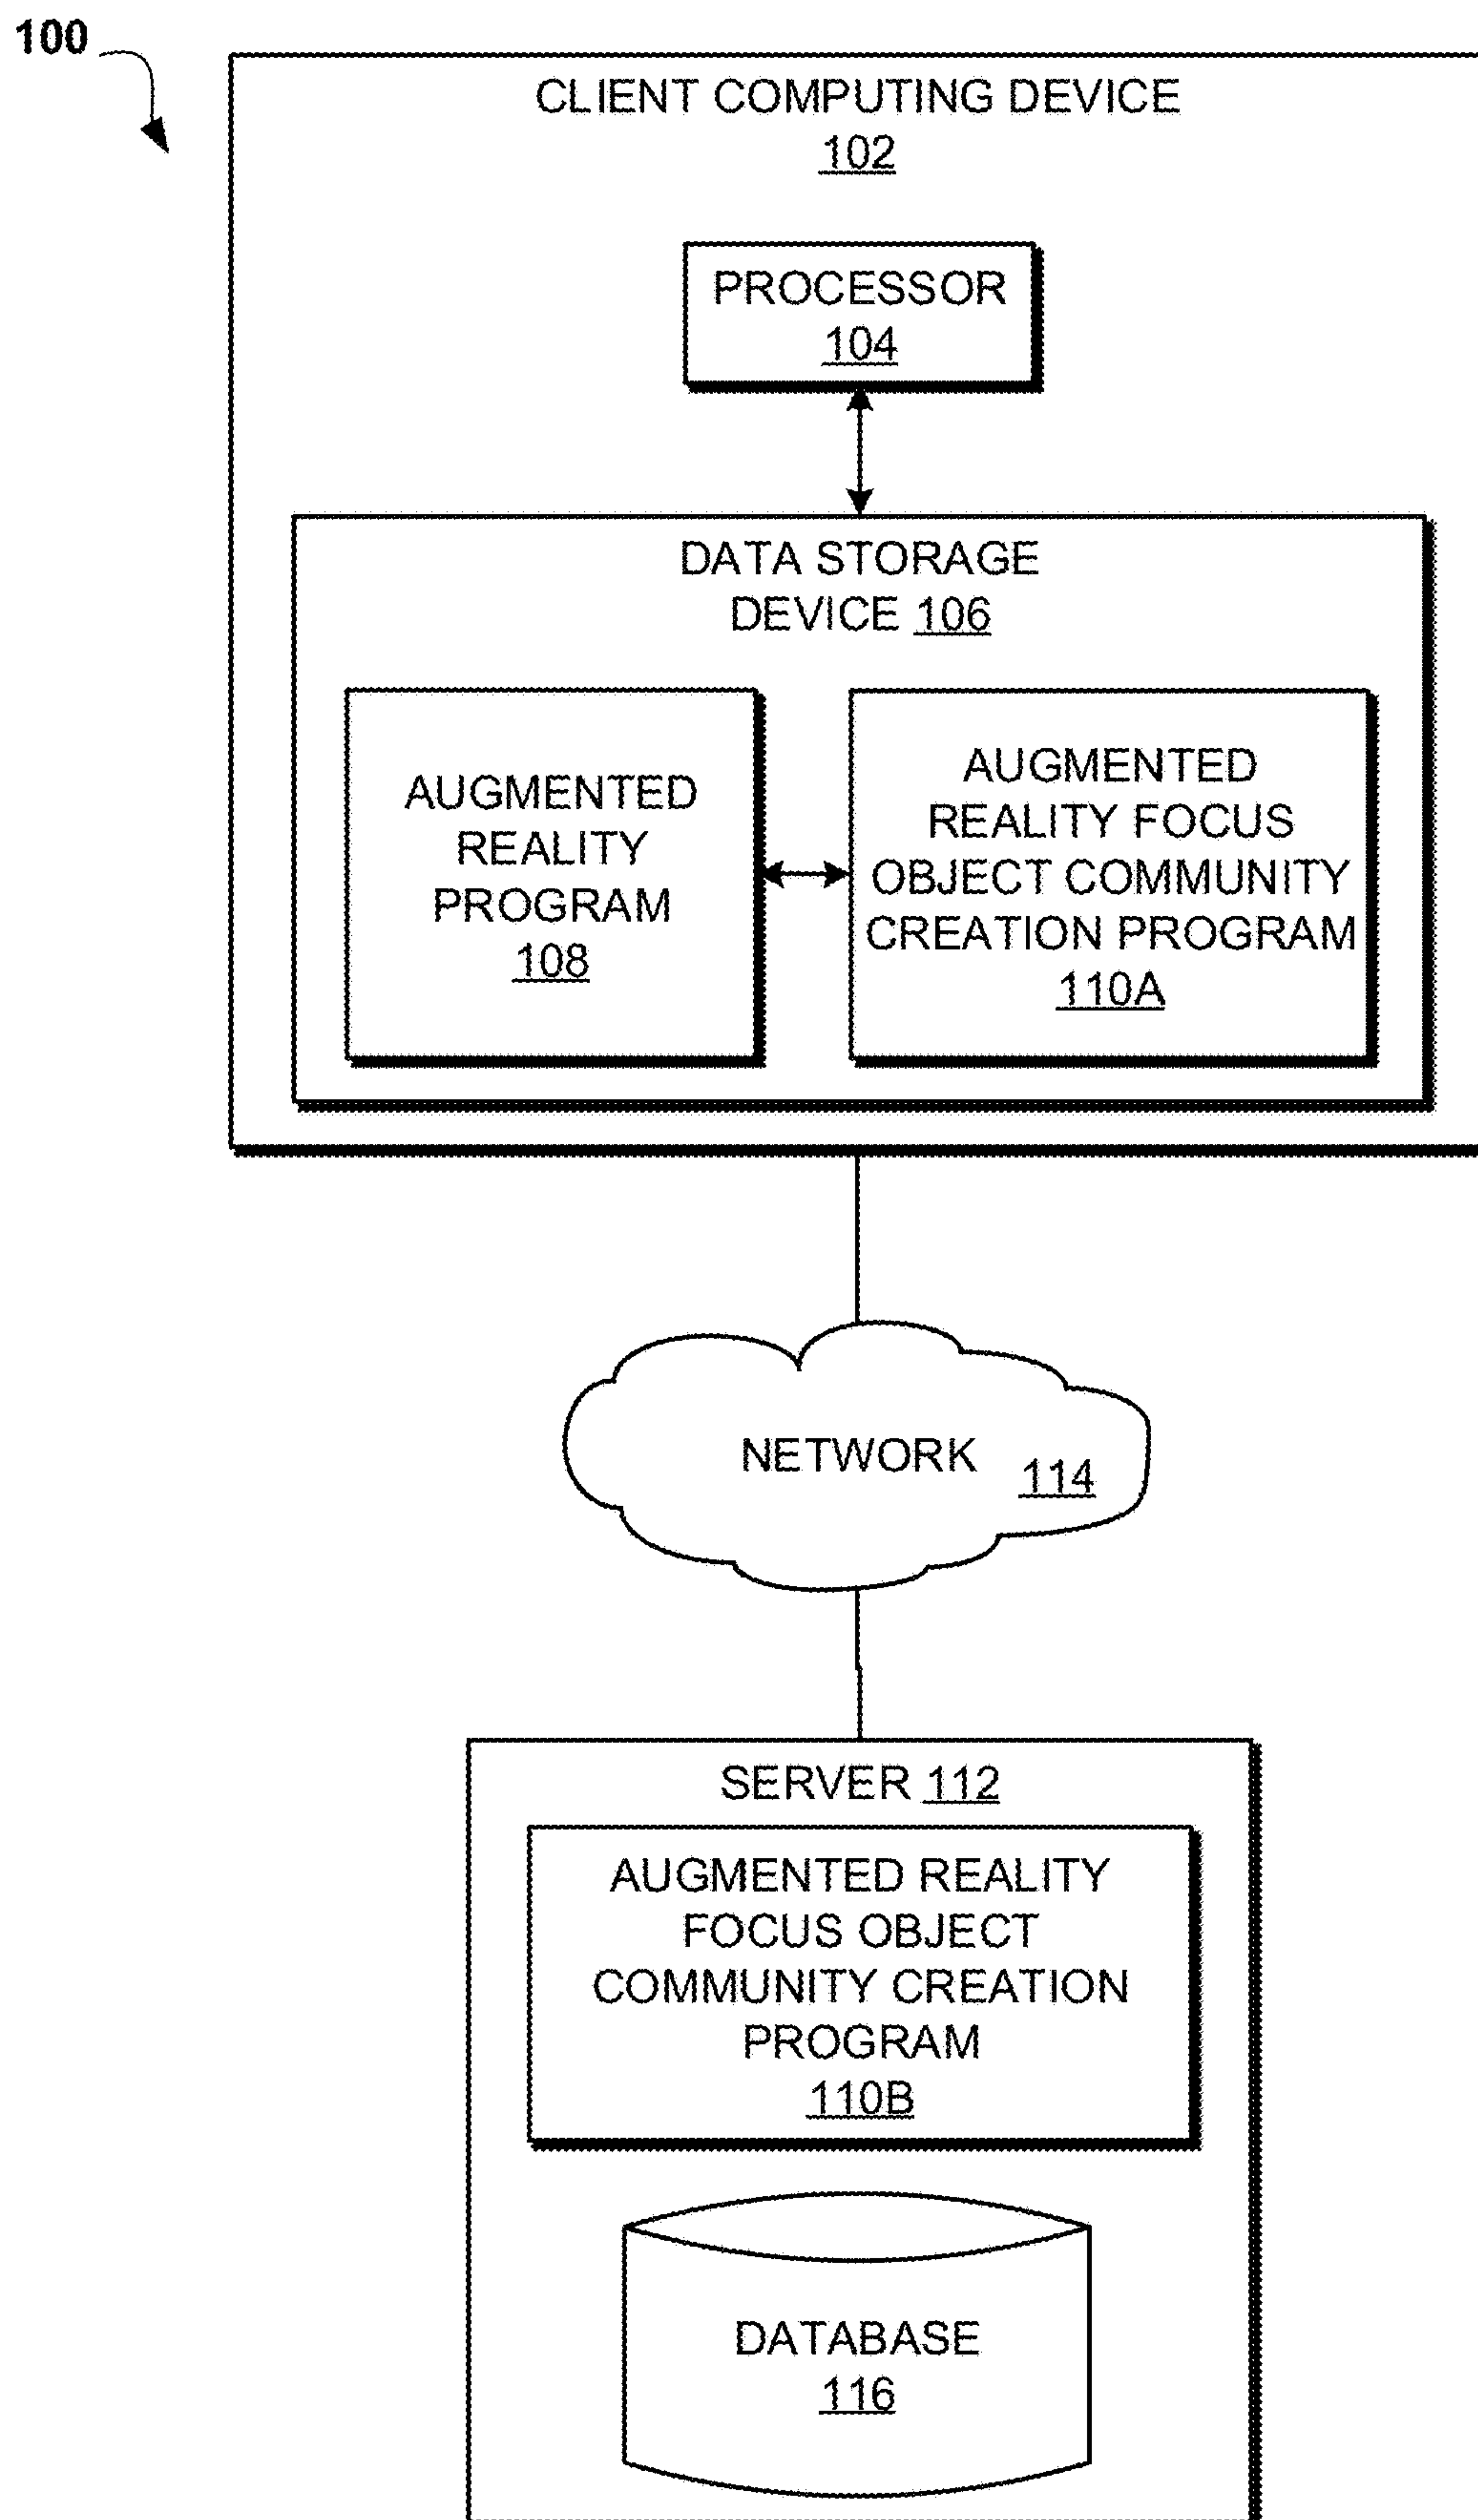 100
CLIENT COMPUTING DEVICE
102
PROCESSOR
104
DATA STORAGE
DEVICE 106
AUGMENTED
REALITY
PROGRAM
108
AUGMENTED
REALITY FOCUS
OBJECT COMMUNITY
CREATION PROGRAM
110A
NETWORK 114
SERVER 112
AUGMENTED REALITY
FOCUS OBJECT
COMMUNITY CREATION
PROGRAM
110B
DATABASE
116